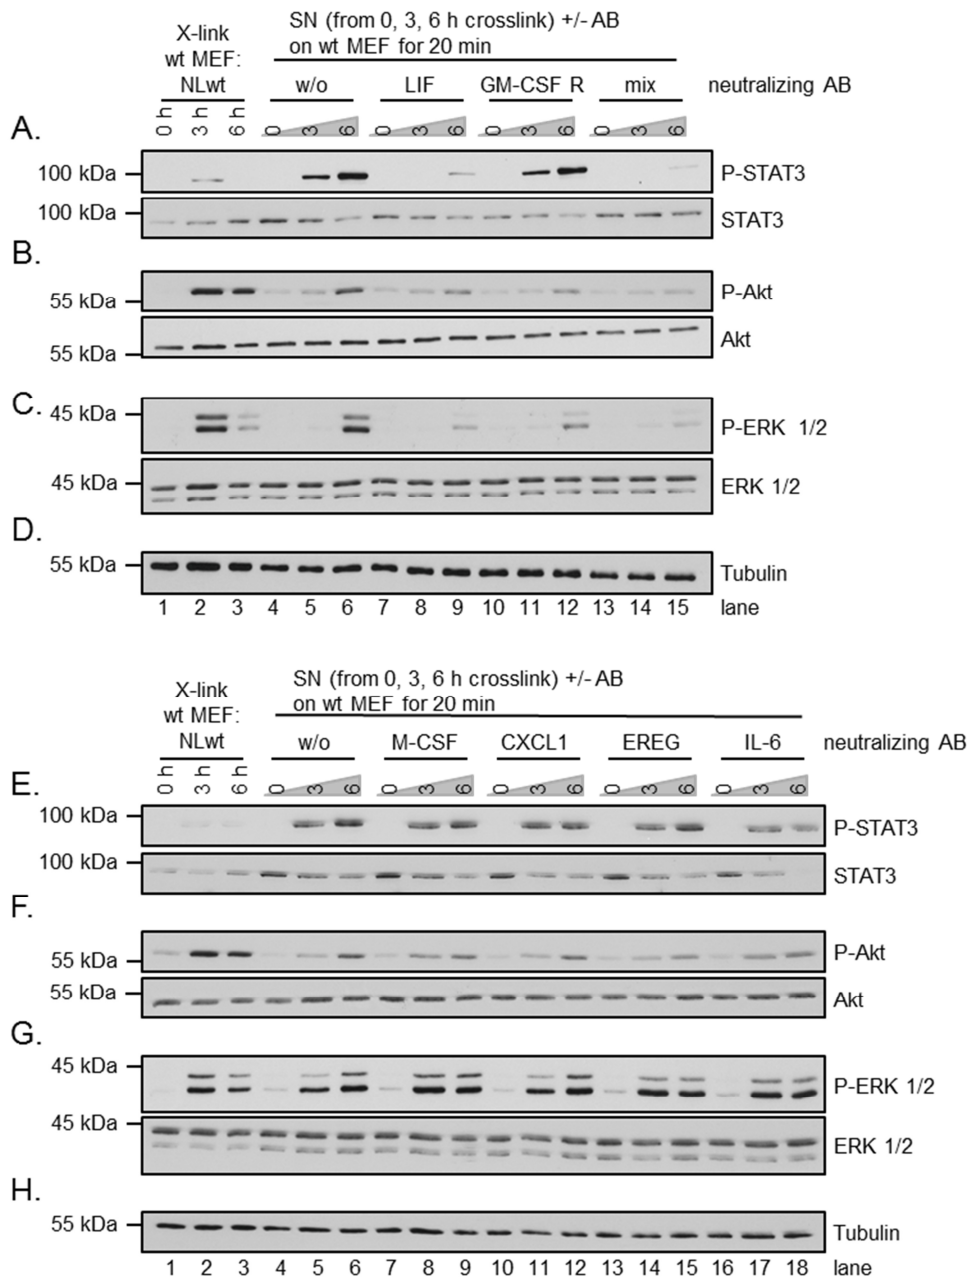 X-link
wt MEF:
NLwt
SN (from 0, 3, 6 h crosslink) +/- AB
on wt MEF for 20 min
w/o LIF GM-CSF R mix neutralizing AB
A.
0 h 3 h 6 h 0 3 6 0 3 6 0 3 6 0 3 6
100 kDa P-STAT3
100 kDa STAT3
B.
55 kDa P-Akt
55 kDa Akt
C.
45 kDa P-ERK 1/2
45 kDa ERK 1/2
D.
55 kDa Tubulin
1 2 3 4 5 6 7 8 9 10 11 12 13 14 15 lane
X-link
wt MEF:
NLwt
SN (from 0, 3, 6 h crosslink) +/- AB
on wt MEF for 20 min
w/o M-CSF CXCL1 EREG IL-6 neutralizing AB
E.
0 h 3 h 6 h 0 3 6 0 3 6 0 3 6 0 3 6 0 3 6
100 kDa P-STAT3
100 kDa STAT3
F.
55 kDa P-Akt
55 kDa Akt
G.
45 kDa P-ERK 1/2
45 kDa ERK 1/2
H.
55 kDa Tubulin
1 2 3 4 5 6 7 8 9 10 11 12 13 14 15 16 17 18 lane